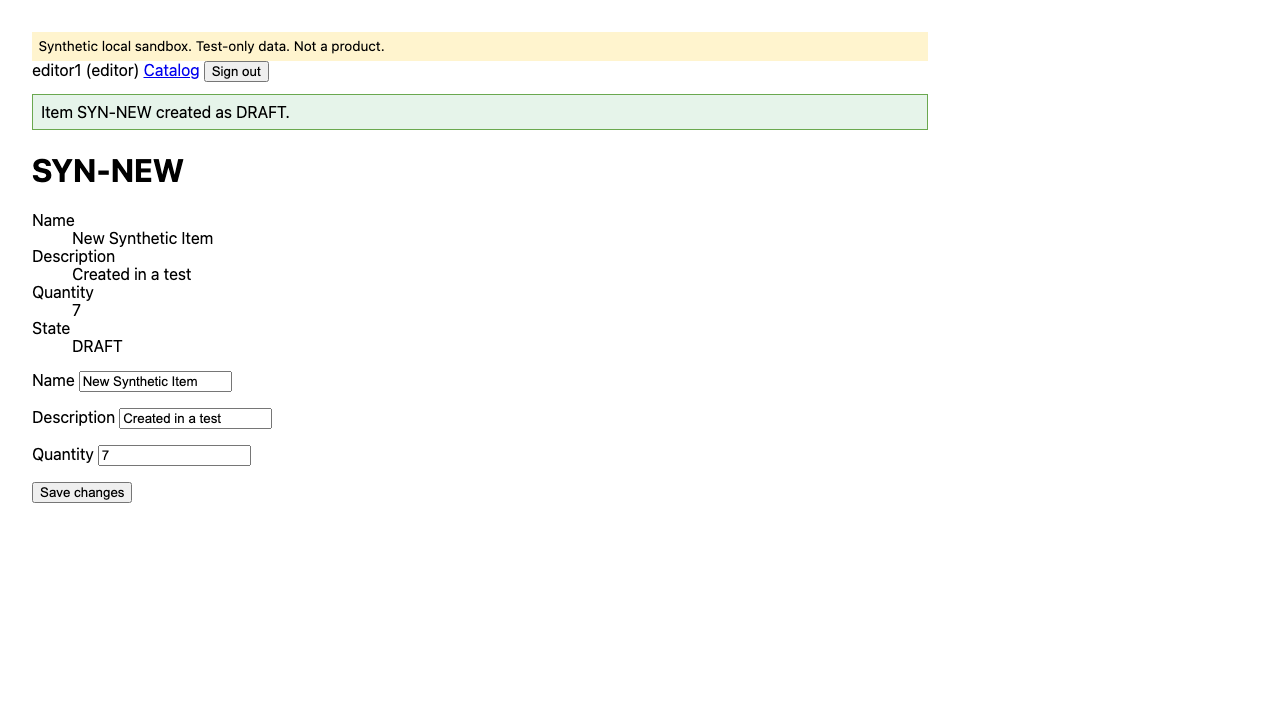 Synthetic local sandbox. Test-only data. Not a product.
editor1 (editor) Catalog Sign out
Item SYN-NEW created as DRAFT.
SYN-NEW
Name
New Synthetic Item
Description
Created in a test
Quantity
7
State
DRAFT
Name New Synthetic Item
Description Created in a test
Quantity 7
Save changes